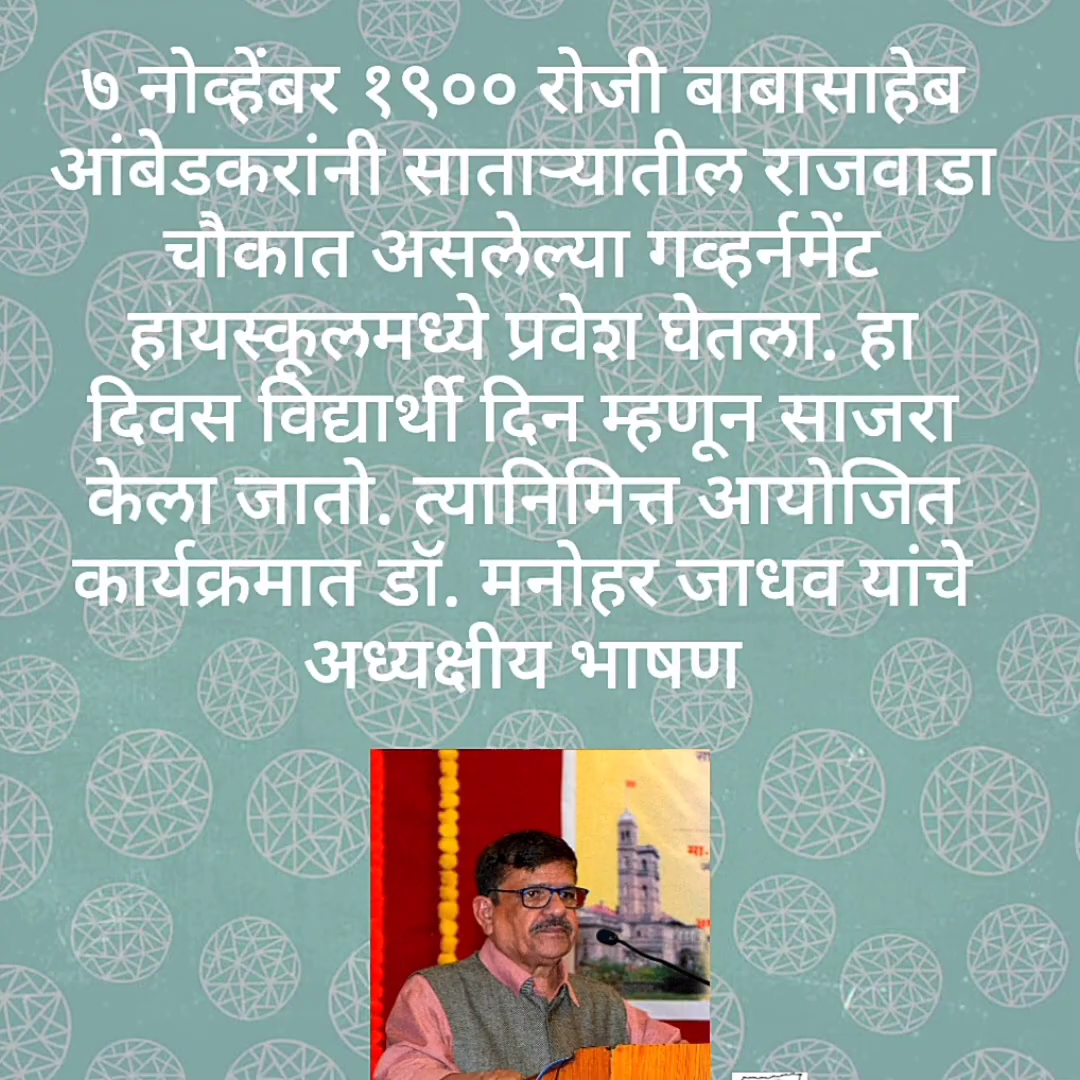 ७ नोव्हेंबर १९०० रोजी बाबासाहेब
आंबेडकरांनी साताऱ्यातील राजवाडा
चौकात असलेल्या गव्हर्नमेंट
हायस्कूलमध्ये प्रवेश घेतला. हा
दिवस विद्यार्थी दिन म्हणून साजरा
केला जातो. त्यानिमित्त आयोजित
कार्यक्रमात डॉ. मनोहर जाधव यांचे
अध्यक्षीय भाषण
मा.